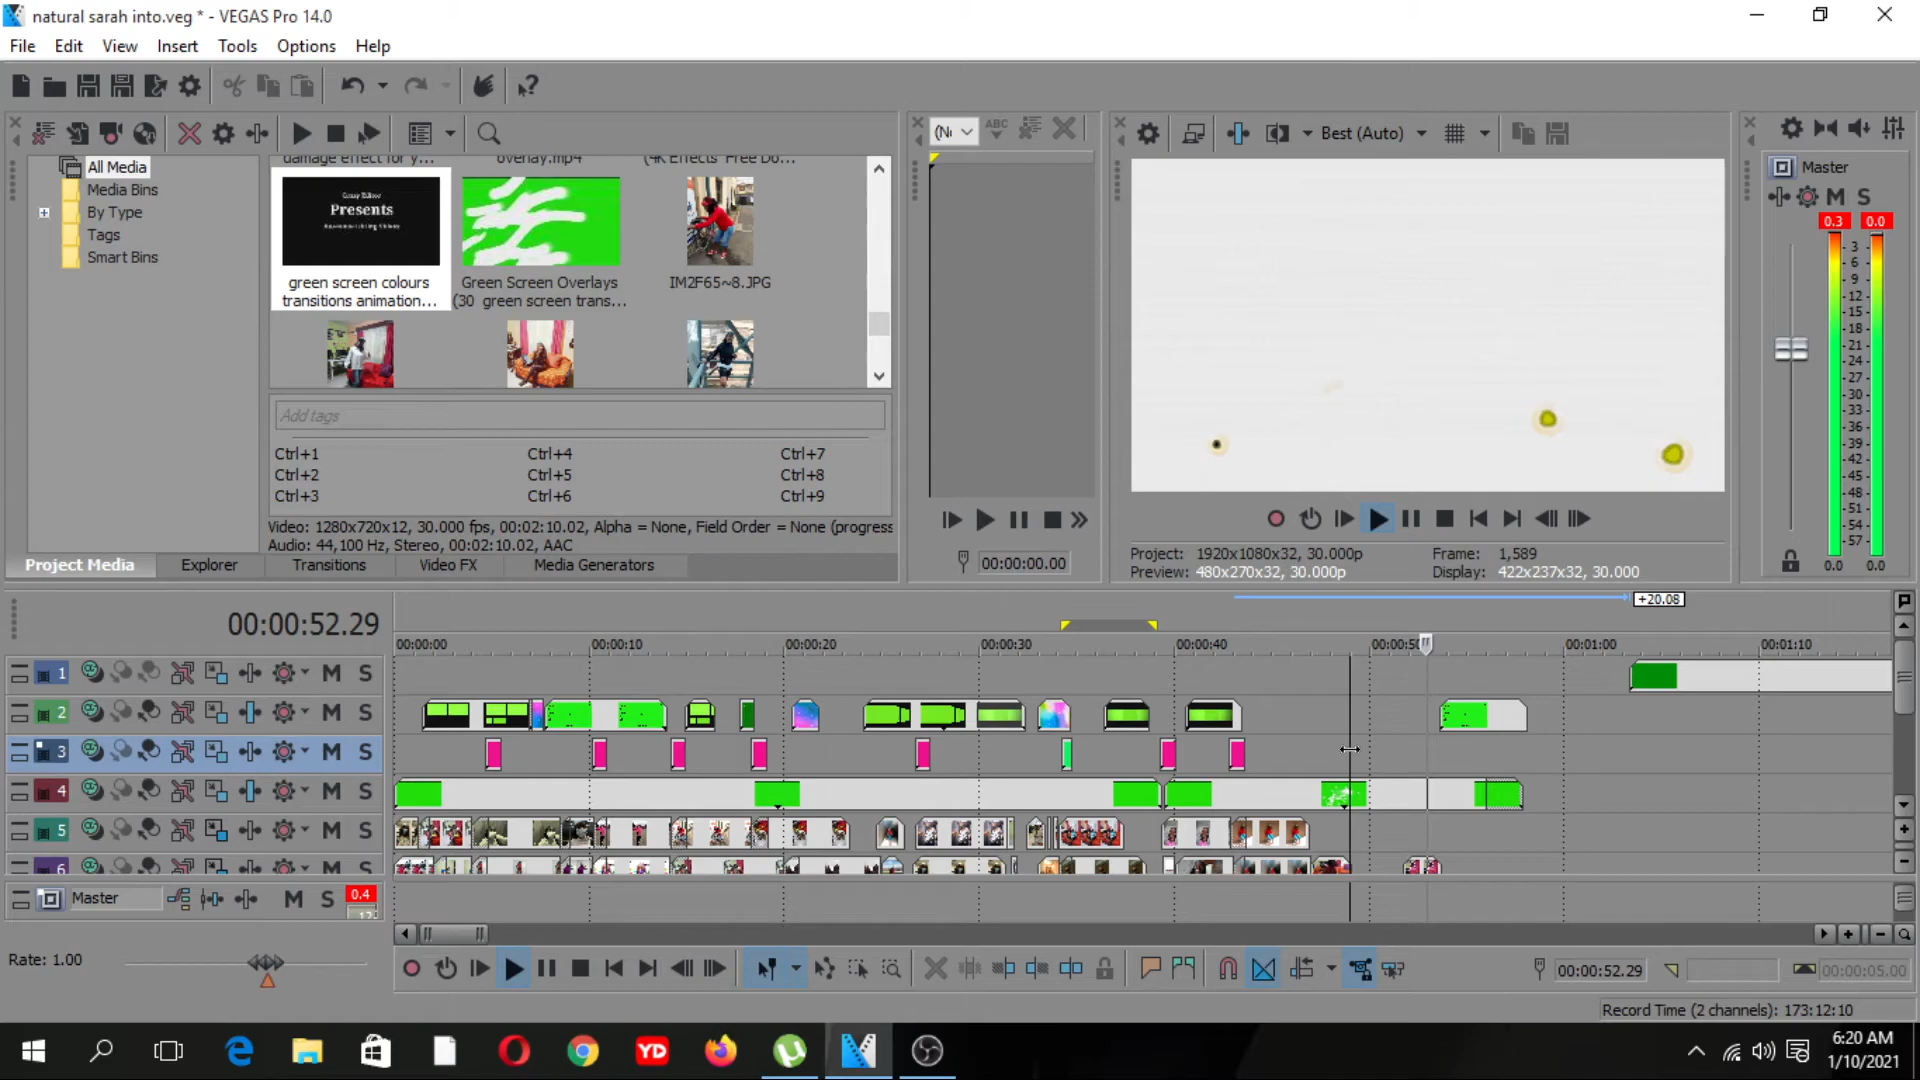 natural sarah into.veg * - VEGAS Pro 14.0
File Edit View Insert Tools Options Help
(N Best (Auto)
All Media
Media Bins
By Type
Tags
Smart Bins
damage effect for y... overlay.mp4 (4K Effects Free Do...
Presents
green screen colours transitions animation...
Green Screen Overlays (30 green screen trans...
IM2F65~8.JPG
Add tags
Ctrl+1 Ctrl+4 Ctrl+7
Ctrl+2 Ctrl+5 Ctrl+8
Ctrl+3 Ctrl+6 Ctrl+9
Video: 1280x720x12, 30.000 fps, 00:02:10.02, Alpha = None, Field Order = None (progress
Audio: 44,100 Hz, Stereo, 00:02:10.02, AAC
Project Media Explorer Transitions Video FX Media Generators
00:00:00.00
Project: 1920x1080x32, 30.000p Frame: 1,589
Preview: 480x270x32, 30.000p Display: 422x237x32, 30.000
Master
M S
0.3 0.0
3
6
9
12
15
18
21
24
27
30
33
36
39
42
45
48
51
54
57
0.0 0.0
+20.08
00:00:52.29
00:00:00 00:00:10 00:00:20 00:00:30 00:00:40 00:00:5 00:01:00 00:01:10
1 M S
2 M S
3 M S
4 M S
5 M S
6 M S
Master M S 0.4
Rate: 1.00
00:00:52.29 00:00:05.00
Record Time (2 channels): 173:12:10
YD
6:20 AM
1/10/2021